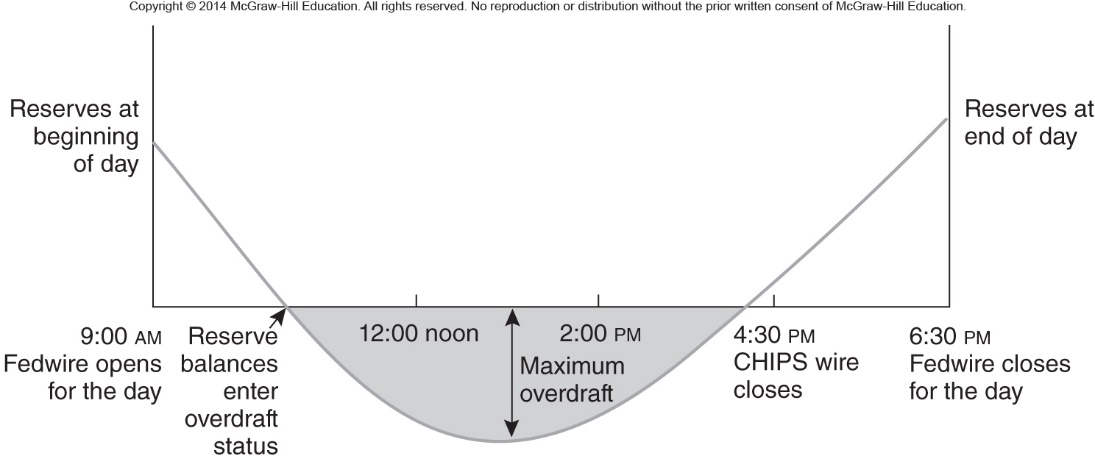 Copyright © 2014 McGraw-Hill Education. All rights reserved. No reproduction or distribution without the prior written consent of McGraw-Hill Education.
Reserves at
beginning
of day
Reserves at
end of day
9:00 AM
Fedwire opens
for the day
Reserve
balances
enter
overdraft
status
12:00 noon
Maximum
overdraft
2:00 PM
4:30 PM
CHIPS wire
closes
6:30 PM
Fedwire closes
for the day